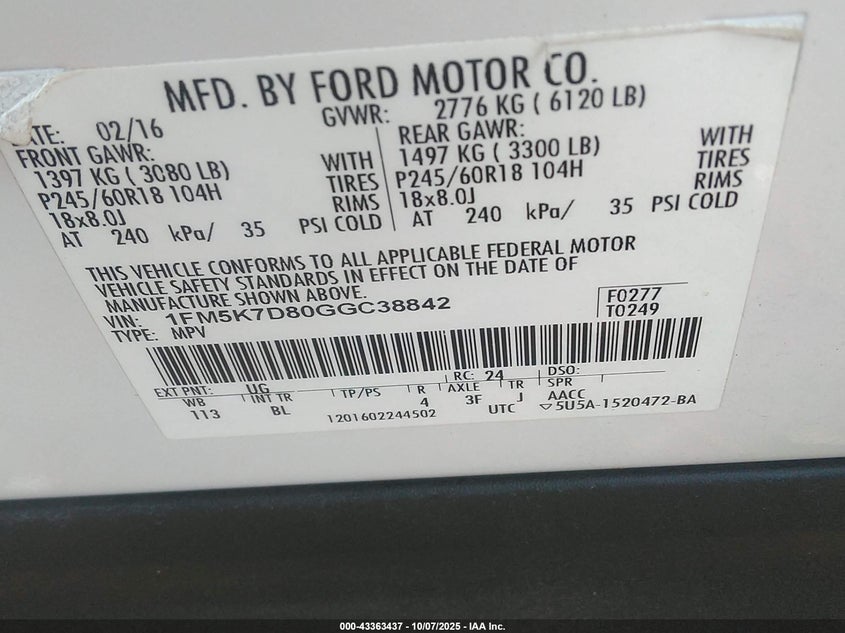 MFD. BY FORD MOTOR CO.
DATE: 02/16 GVWR: 2776 KG ( 6120 LB)
FRONT GAWR: REAR GAWR:
1397 KG ( 3080 LB) WITH 1497 KG ( 3300 LB) WITH
P245/60R18 104H TIRES P245/60R18 104H TIRES
18x8.0J RIMS 18x8.0J RIMS
AT 240 kPa/ 35 PSI COLD AT 240 kPa/ 35 PSI COLD
THIS VEHICLE CONFORMS TO ALL APPLICABLE FEDERAL MOTOR
VEHICLE SAFETY STANDARDS IN EFFECT ON THE DATE OF
MANUFACTURE SHOWN ABOVE.
VIN: 1FM5K7D80GGC38842 F0277
TYPE: MPV T0249
EXT PNT: UG RC: 24 DSO:
WB INT TR TP/PS R AXLE TR SPR
113 BL 4 3F J AACC
1201602244502 UTC ▽5U5A-1520472-BA
000-43363437 - 10/07/2025 - IAA Inc.